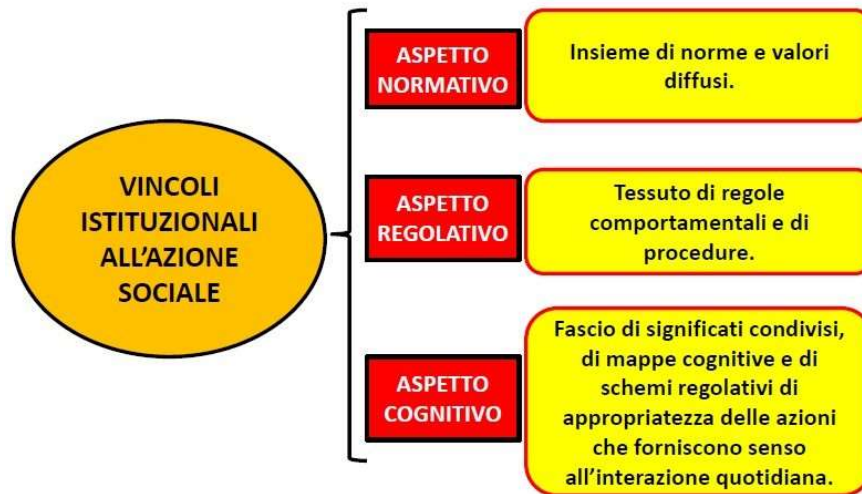 VINCOLI
ISTITUZIONALI
ALL'AZIONE
SOCIALE
ASPETTO
NORMATIVO
Insieme di norme e valori
diffusi.
ASPETTO
REGOLATIVO
Tessuto di regole
comportamentali e di
procedure.
ASPETTO
COGNITIVO
Fascio di significati condivisi,
di mappe cognitive e di
schemi regolativi di
appropriatezza delle azioni
che forniscono senso
all'interazione quotidiana.